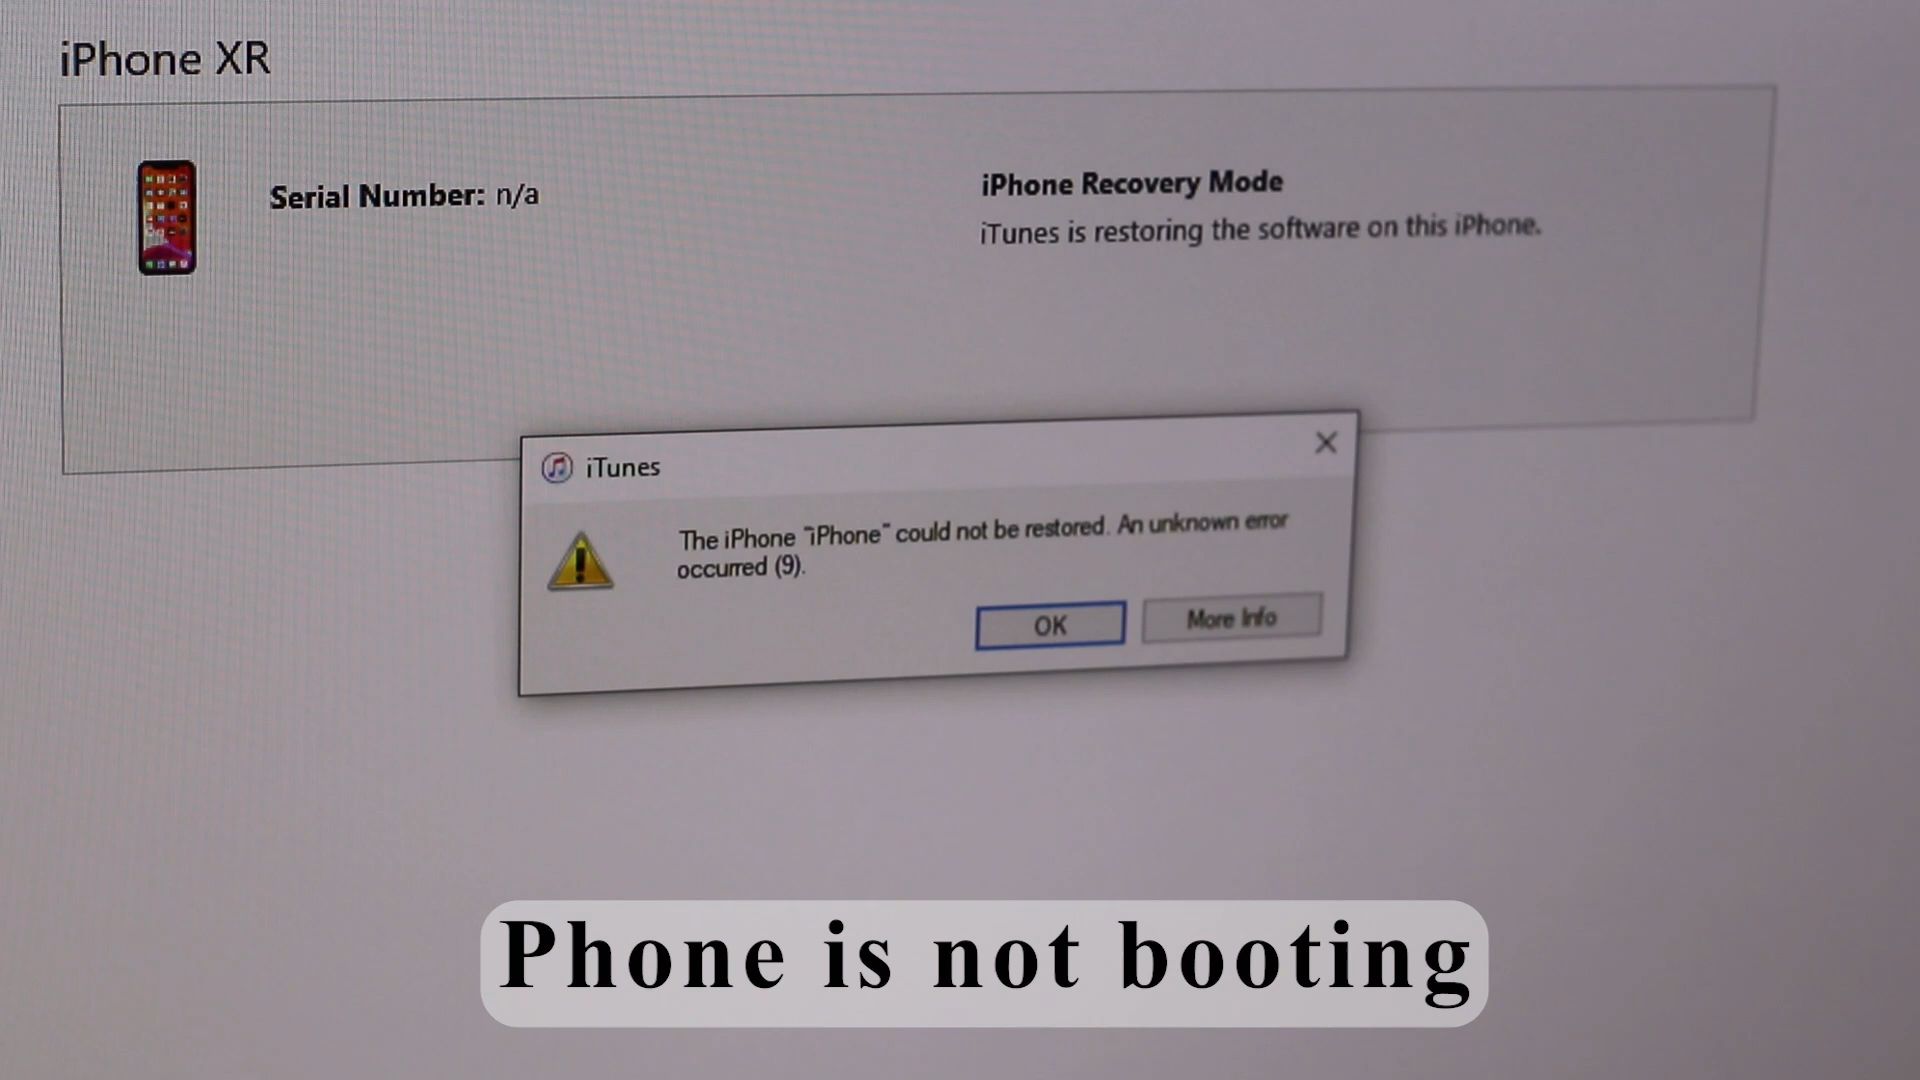 iPhone XR
Serial Number: n/a
iPhone Recovery Mode
iTunes is restoring the software on this iPhone.
iTunes
The iPhone "iPhone" could not be restored. An unknown error
occurred (9).
OK
More Info
Phone is not booting